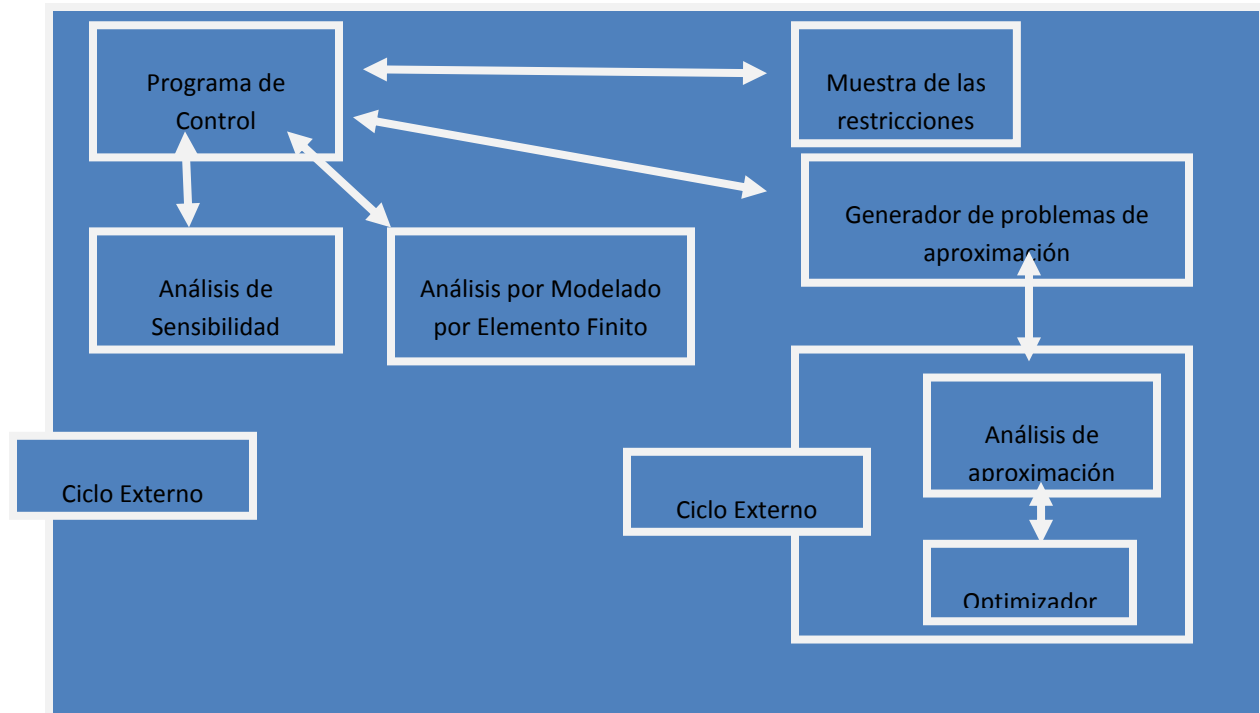 Programa de
Control
Muestra de las
restricciones
Generador de problemas de
aproximación
Análisis de
Sensibilidad
Análisis por Modelado
por Elemento Finito
Análisis de
aproximación
Ciclo Externo
Ciclo Externo
Optimizador